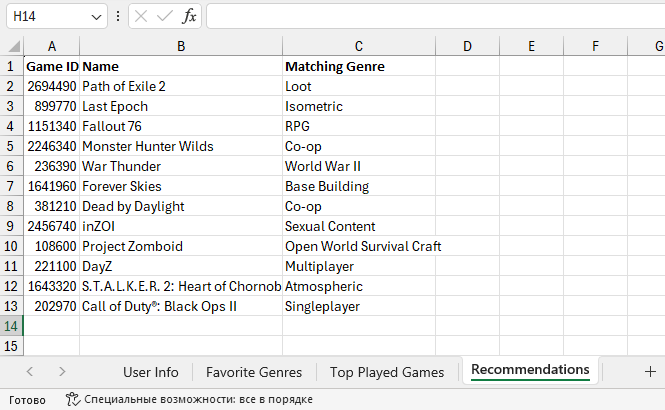 H14 fx
A B C D E F G
1 Game ID Name Matching Genre
2 2694490 Path of Exile 2 Loot
3 899770 Last Epoch Isometric
4 1151340 Fallout 76 RPG
5 2246340 Monster Hunter Wilds Co-op
6 236390 War Thunder World War II
7 1641960 Forever Skies Base Building
8 381210 Dead by Daylight Co-op
9 2456740 inZOI Sexual Content
10 108600 Project Zomboid Open World Survival Craft
11 221100 DayZ Multiplayer
12 1643320 S.T.A.L.K.E.R. 2: Heart of Chornob Atmospheric
13 202970 Call of Duty®: Black Ops II Singleplayer
14
15
User Info Favorite Genres Top Played Games Recommendations
Готово Специальные возможности: все в порядке